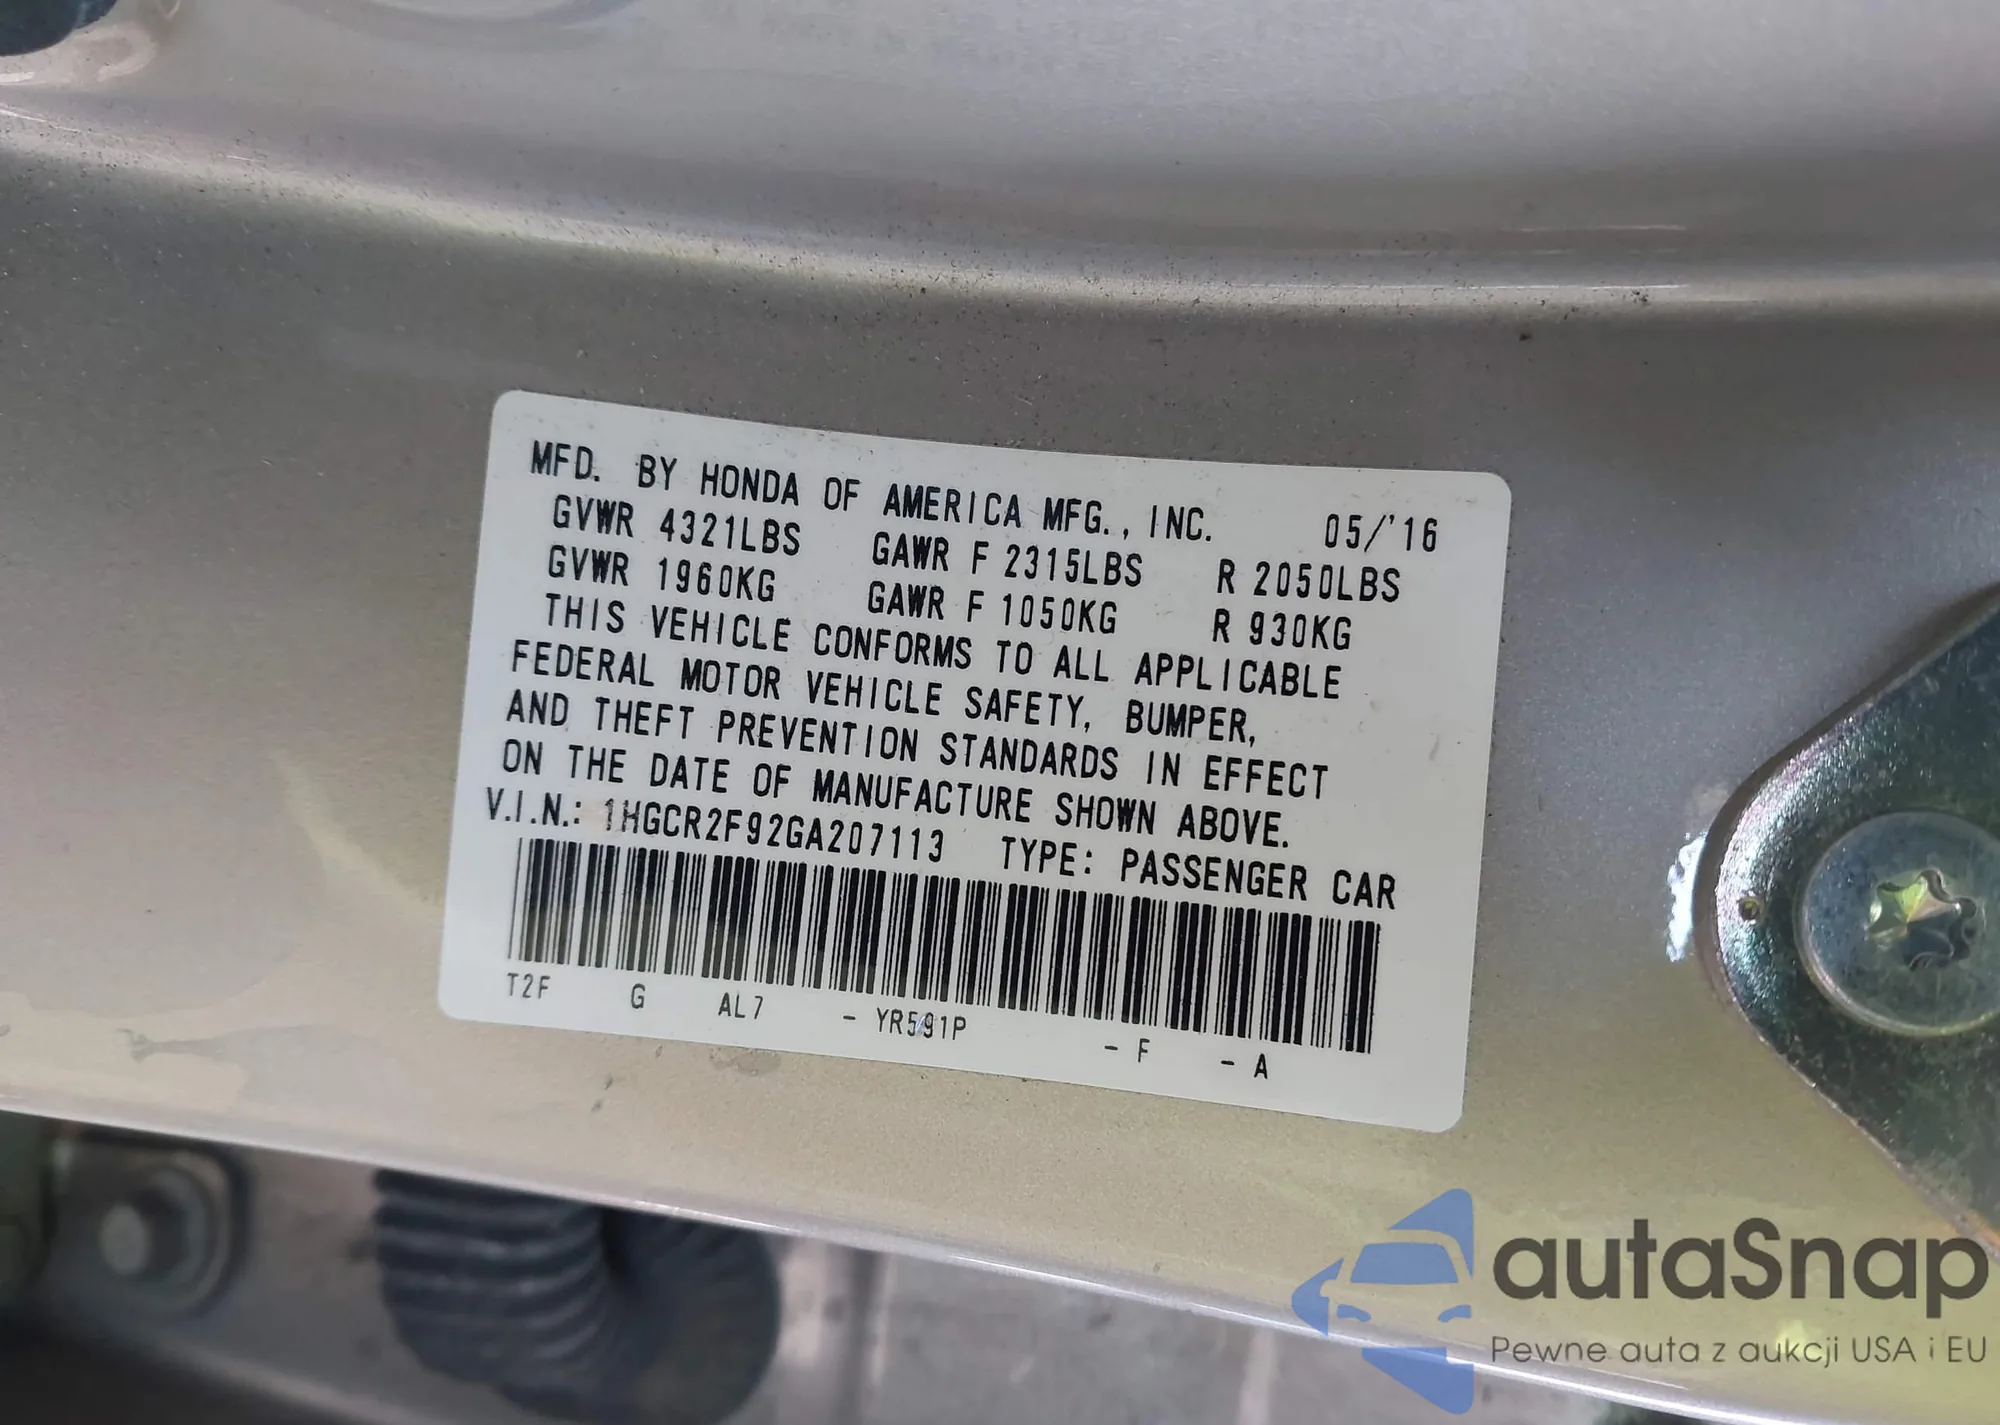 MFD. BY HONDA OF AMERICA MFG., INC. 05/'16
GVWR 4321LBS GAWR F 2315LBS R 2050LBS
GVWR 1960KG GAWR F 1050KG R 930KG
THIS VEHICLE CONFORMS TO ALL APPLICABLE
FEDERAL MOTOR VEHICLE SAFETY, BUMPER,
AND THEFT PREVENTION STANDARDS IN EFFECT
ON THE DATE OF MANUFACTURE SHOWN ABOVE.
V.I.N.: 1HGCR2F92GA207113 TYPE: PASSENGER CAR
T2F G AL7 - YR591P - F - A
autaSnap
Pewne auta z aukcji USA i EU